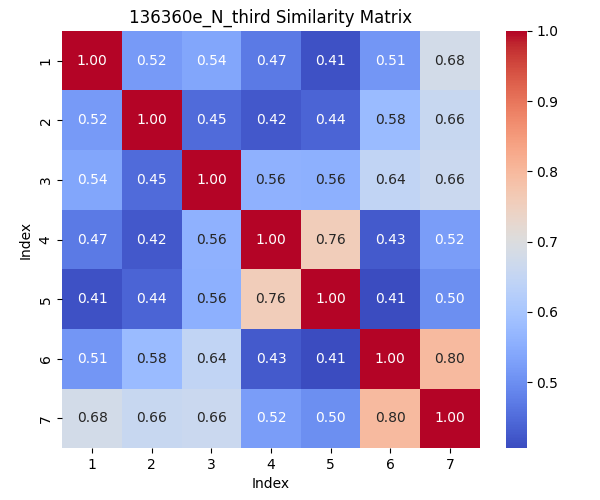 136360e_N_third Similarity Matrix
1 1.00 0.52 0.54 0.47 0.41 0.51 0.68
2 0.52 1.00 0.45 0.42 0.44 0.58 0.66
3 0.54 0.45 1.00 0.56 0.56 0.64 0.66
4 0.47 0.42 0.56 1.00 0.76 0.43 0.52
5 0.41 0.44 0.56 0.76 1.00 0.41 0.50
6 0.51 0.58 0.64 0.43 0.41 1.00 0.80
7 0.68 0.66 0.66 0.52 0.50 0.80 1.00
1 2 3 4 5 6 7
Index
Index
1.0
0.9
0.8
0.7
0.6
0.5